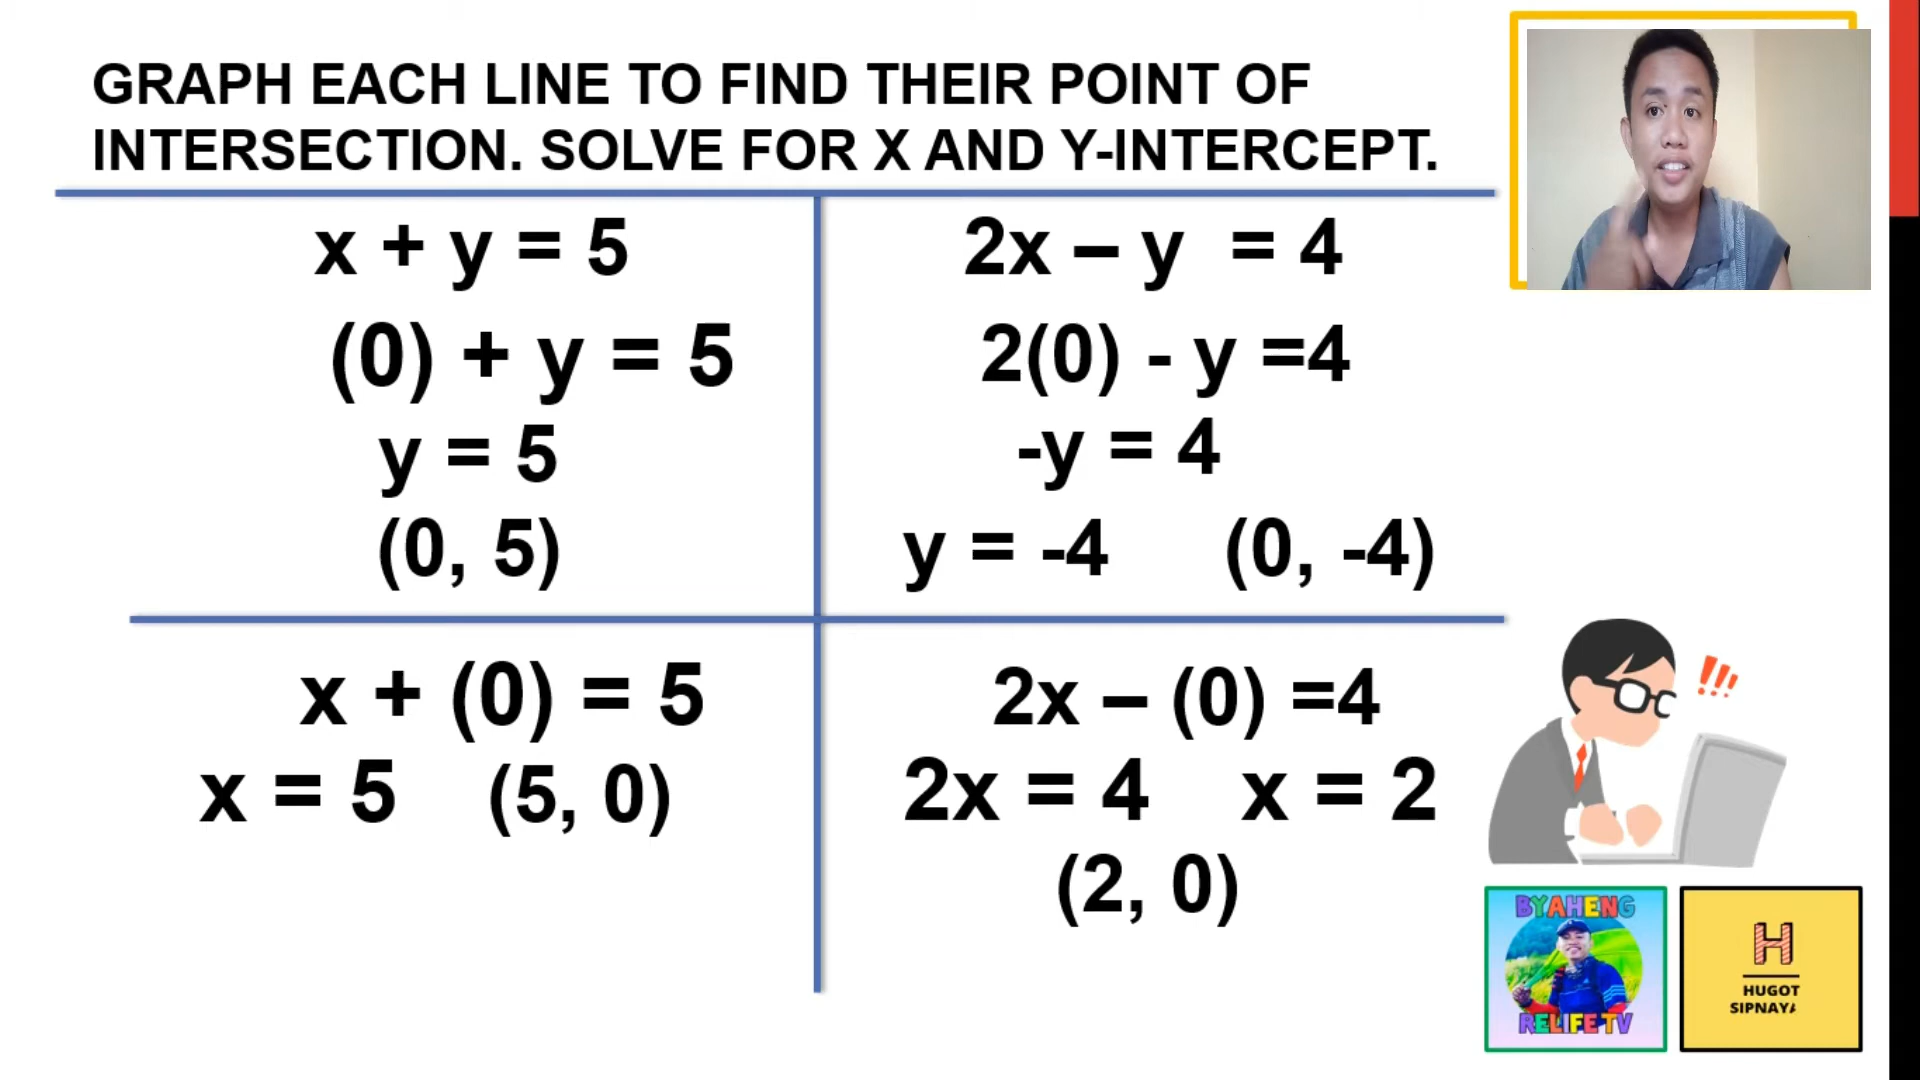 GRAPH EACH LINE TO FIND THEIR POINT OF
INTERSECTION. SOLVE FOR X AND Y-INTERCEPT.
x + y = 5
(0) + y = 5
y = 5
(0, 5)
2x – y = 4
2(0) - y =4
-y = 4
y = -4 (0, -4)
x + (0) = 5
x = 5 (5, 0)
2x – (0) =4
2x = 4 x = 2
(2, 0)
!!!
BYAHENG
RELIFE TV
H
HUGOT
SIPNAYA